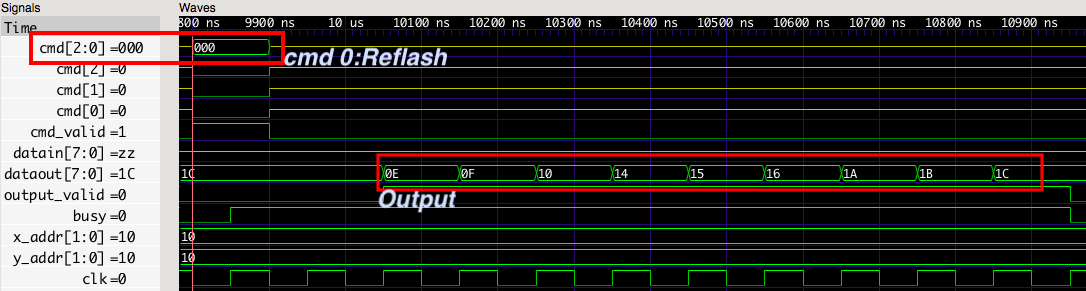 Signals Waves
Time 800 ns 9900 ns 10 us 10100 ns 10200 ns 10300 ns 10400 ns 10500 ns 10600 ns 10700 ns 10800 ns 10900 ns
cmd[2:0] =000 000
cmd 0:Reflash
cmd[2] =0
cmd[1] =0
cmd[0] =0
cmd_valid =1
datain[7:0] =zz
dataout[7:0] =1C 1C 0E 0F 10 14 15 16 1A 1B 1C
output_valid =0 Output
busy =0
x_addr[1:0] =10 10
y_addr[1:0] =10 10
clk =0